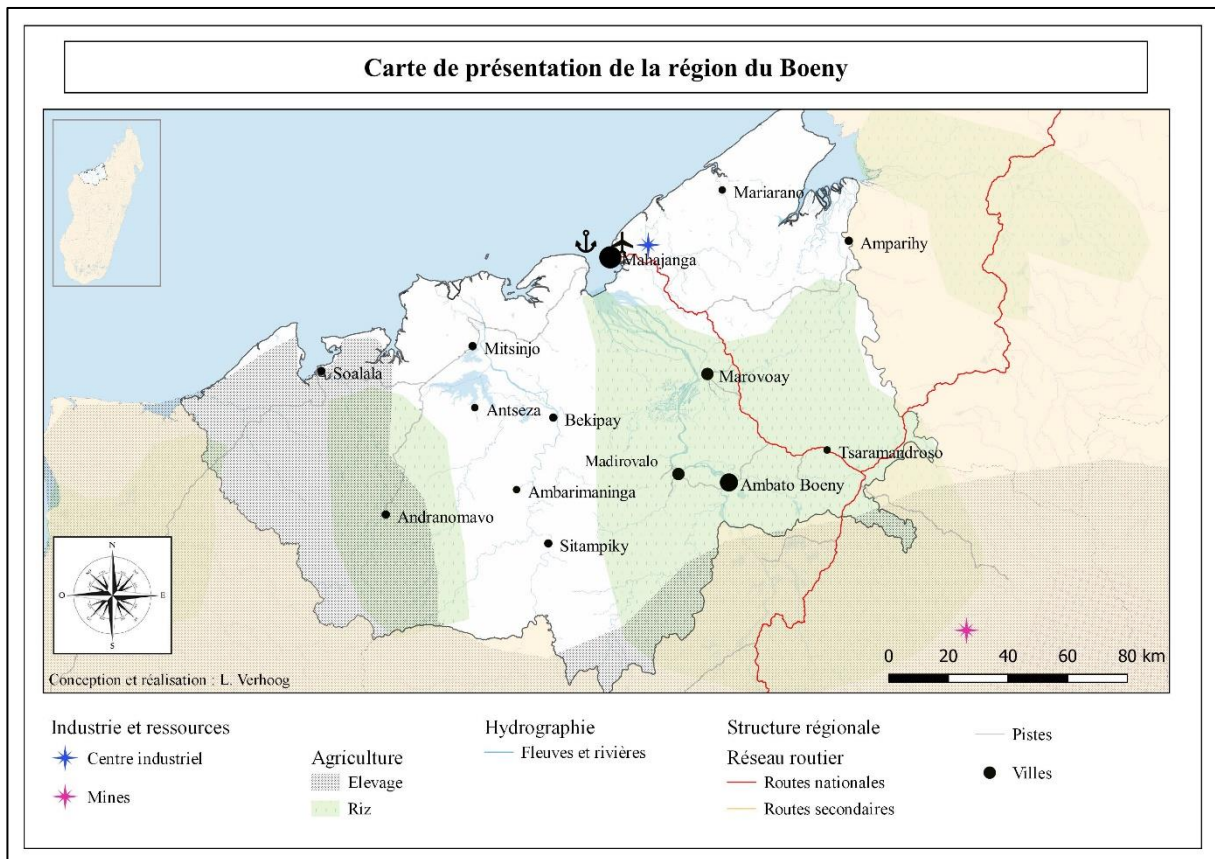 Carte de présentation de la région du Boeny
Mariarano
Amparihy
Mahajanga
Mitsinjo
Soalala
Marovoay
Antseza
Bekipay
Tsaramandroso
Madirovalo
Ambato Boeny
Ambarimaninga
Andranomavo
Sitampiky
N
O
E
S
0 20 40 60 80 km
Conception et réalisation : L. Verhoog
Industrie et ressources
Centre industriel
Mines
Agriculture
Elevage
Riz
Hydrographie
Fleuves et rivières
Structure régionale
Réseau routier
Routes nationales
Routes secondaires
Pistes
Villes